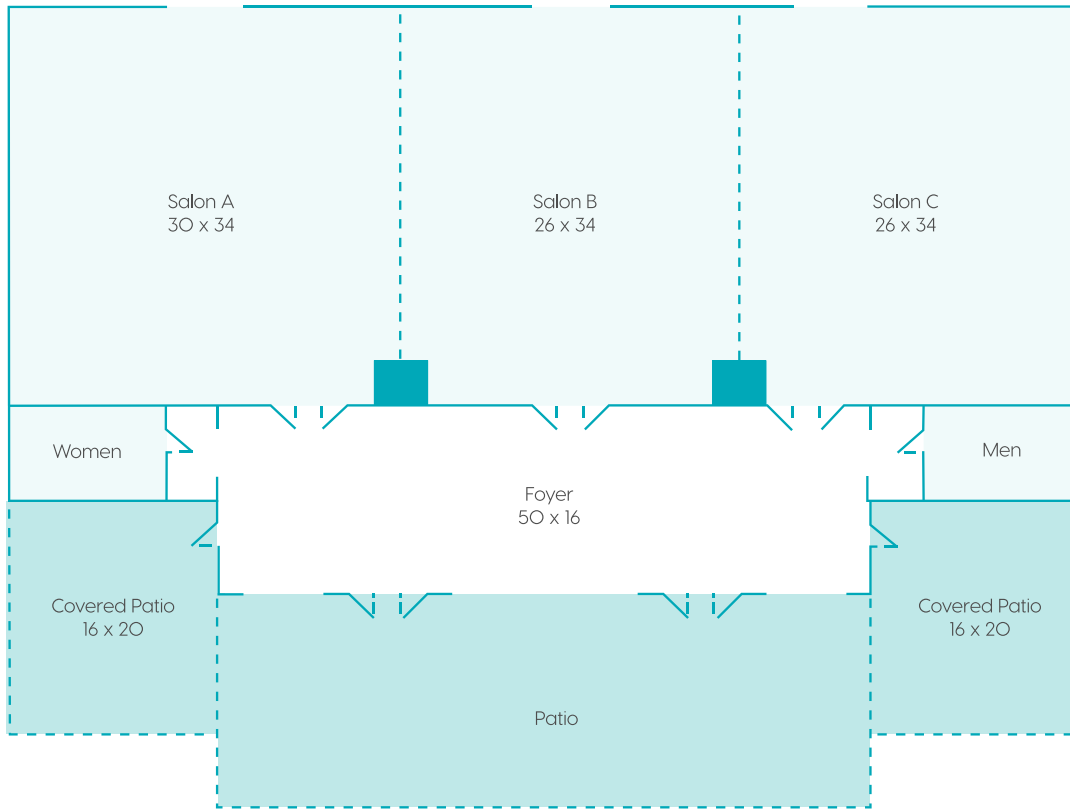 Salon A
30 x 34
Salon B
26 x 34
Salon C
26 x 34
Women
Men
Foyer
50 x 16
Covered Patio
16 x 20
Covered Patio
16 x 20
Patio